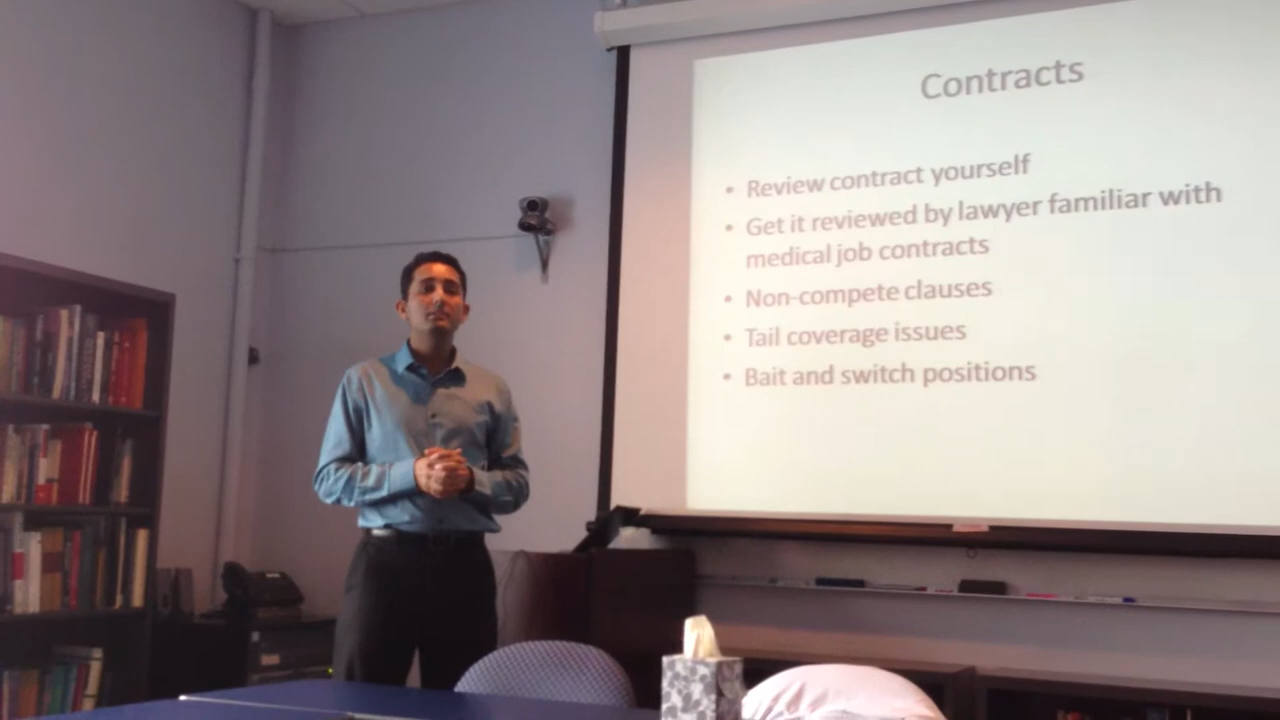 Contracts
• Review contract yourself
• Get it reviewed by lawyer familiar with
medical job contracts
• Non-compete clauses
• Tail coverage issues
• Bait and switch positions